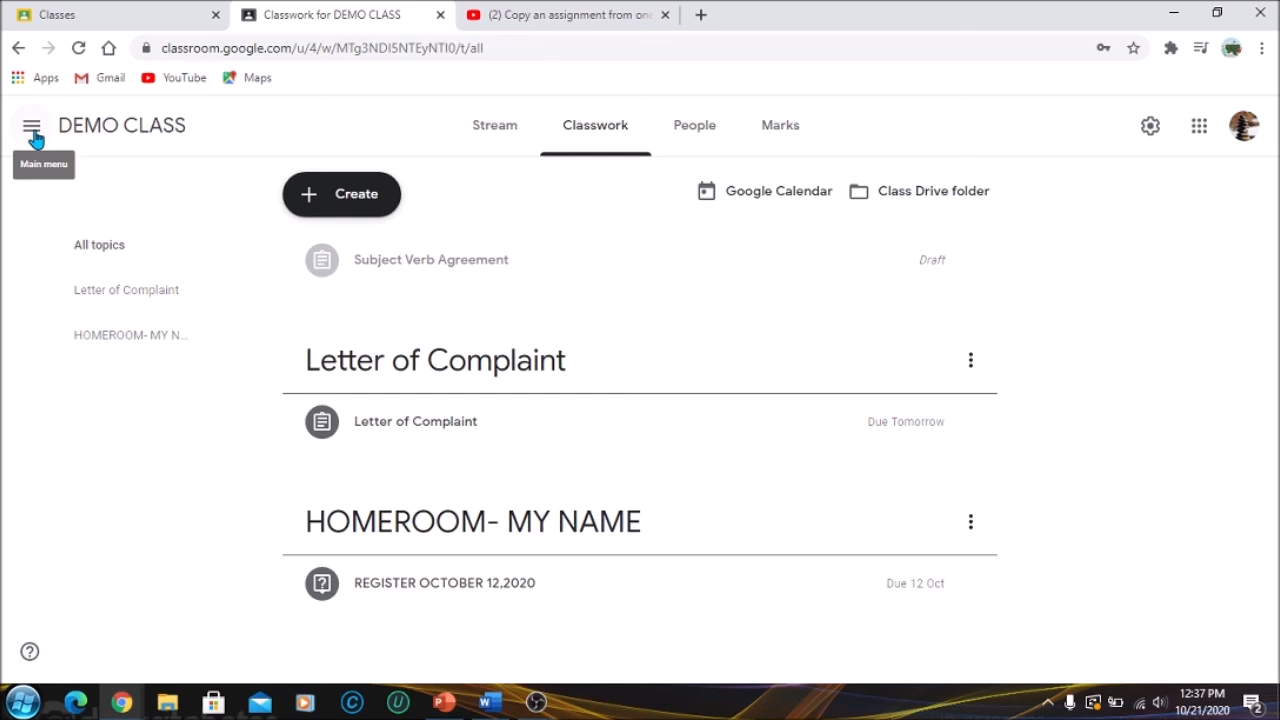 Classes
Classwork for DEMO CLASS
(2) Copy an assignment from one
classroom.google.com/u/4/w/MTg3NDI5NTEyNTI0/t/all
Apps
Gmail
YouTube
Maps
DEMO CLASS
Stream
Classwork
People
Marks
Main menu
Create
Google Calendar
Class Drive folder
All topics
Letter of Complaint
HOMEROOM- MY N...
Subject Verb Agreement
Draft
Letter of Complaint
Letter of Complaint
Due Tomorrow
HOMEROOM- MY NAME
REGISTER OCTOBER 12,2020
Due 12 Oct
12:37 PM
10/21/2020
2